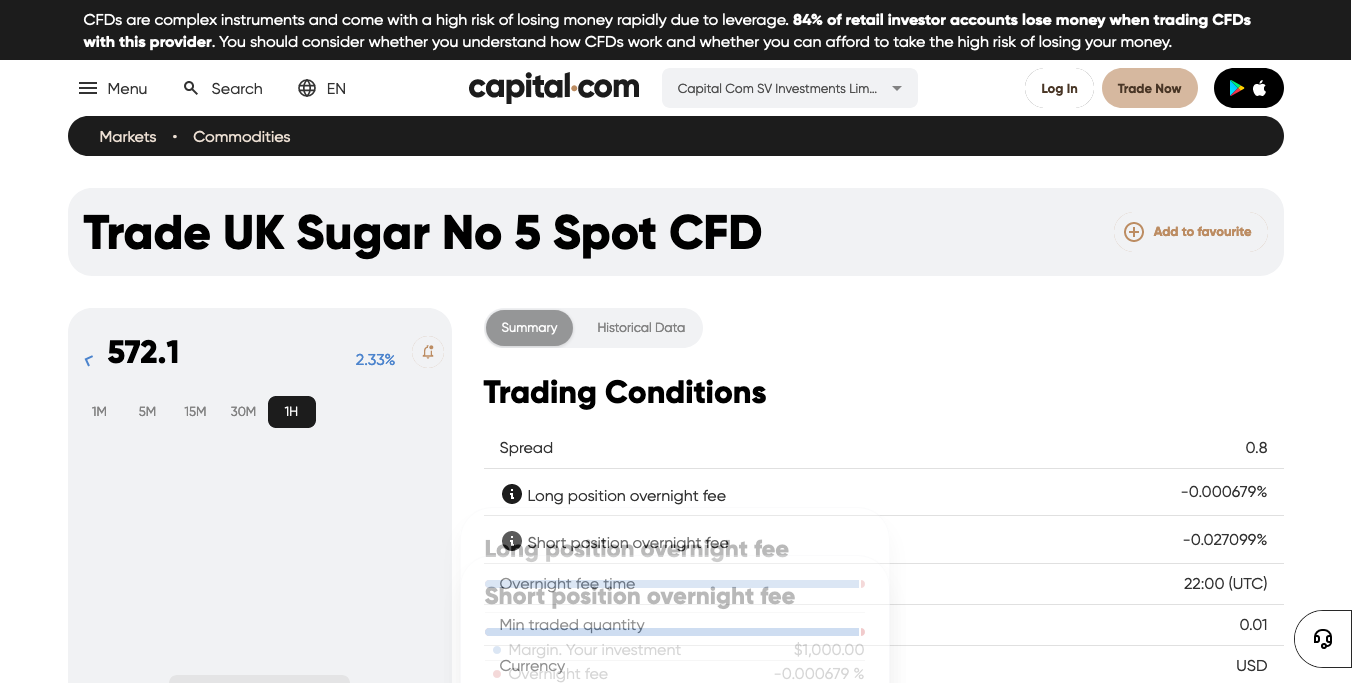 CFDs are complex instruments and come with a high risk of losing money rapidly due to leverage. 84% of retail investor accounts lose money when trading CFDs
with this provider. You should consider whether you understand how CFDs work and whether you can afford to take the high risk of losing your money.
Menu Search EN capital.com Capital Com SV Investments Lim... Log In Trade Now
Markets • Commodities
Trade UK Sugar No 5 Spot CFD Add to favourite
572.1 2.33%
1M 5M 15M 30M 1H
Summary Historical Data
Trading Conditions
Spread 0.8
Long position overnight fee -0.000679%
Short position overnight fee -0.027099%
Long position overnight fee
Overnight fee time 22:00 (UTC)
Short position overnight fee
Min traded quantity 0.01
Margin. Your investment $1,000.00
Currency USD
Overnight fee -0.000679 %